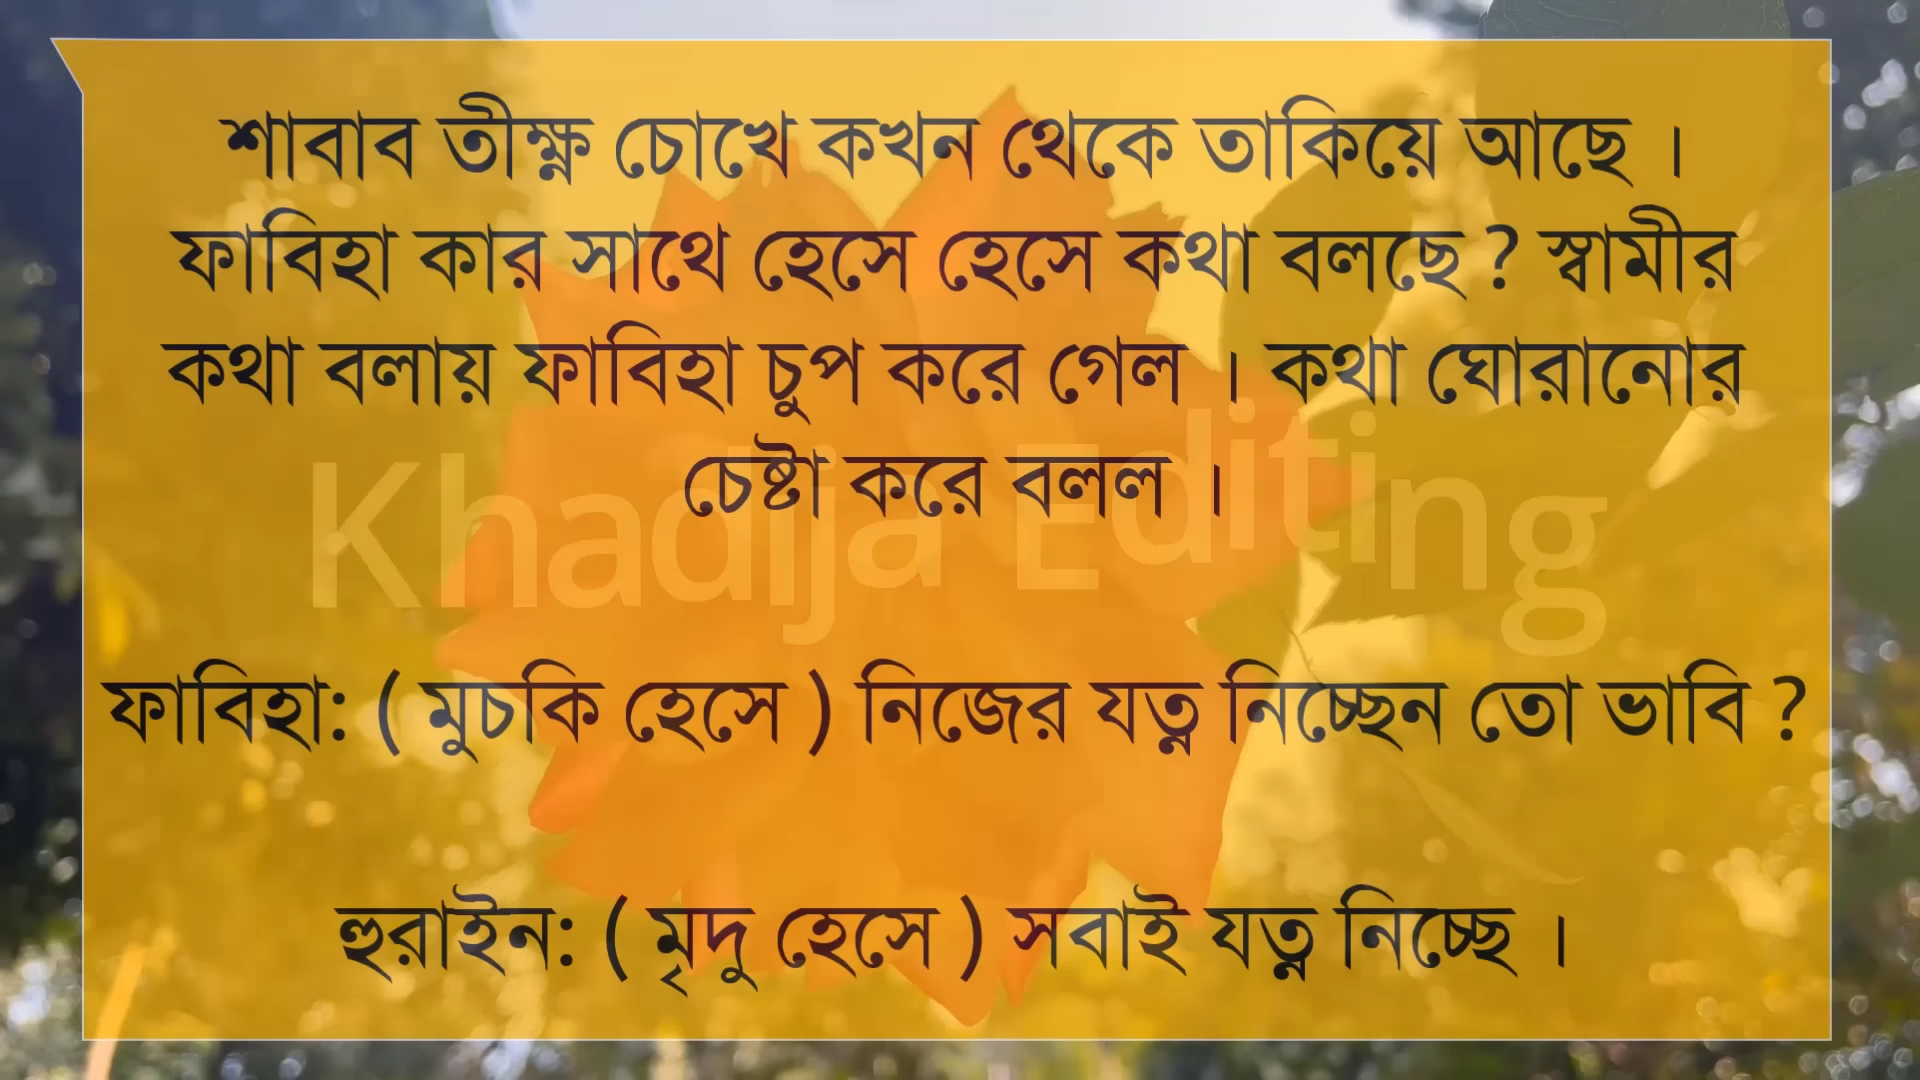 শাবাব তীক্ষ্ণ চোখে কখন থেকে তাকিয়ে আছে ।
ফাবিহা কার সাথে হেসে হেসে কথা বলছে ? স্বামীর
কথা বলায় ফাবিহা চুপ করে গেল । কথা ঘোরানোর
চেষ্টা করে বলল ।
Khadija Editing
ফাবিহা: ( মুচকি হেসে ) নিজের যত্ন নিচ্ছেন তো ভাবি ?
হুরাইন: ( মৃদু হেসে ) সবাই যত্ন নিচ্ছে ।